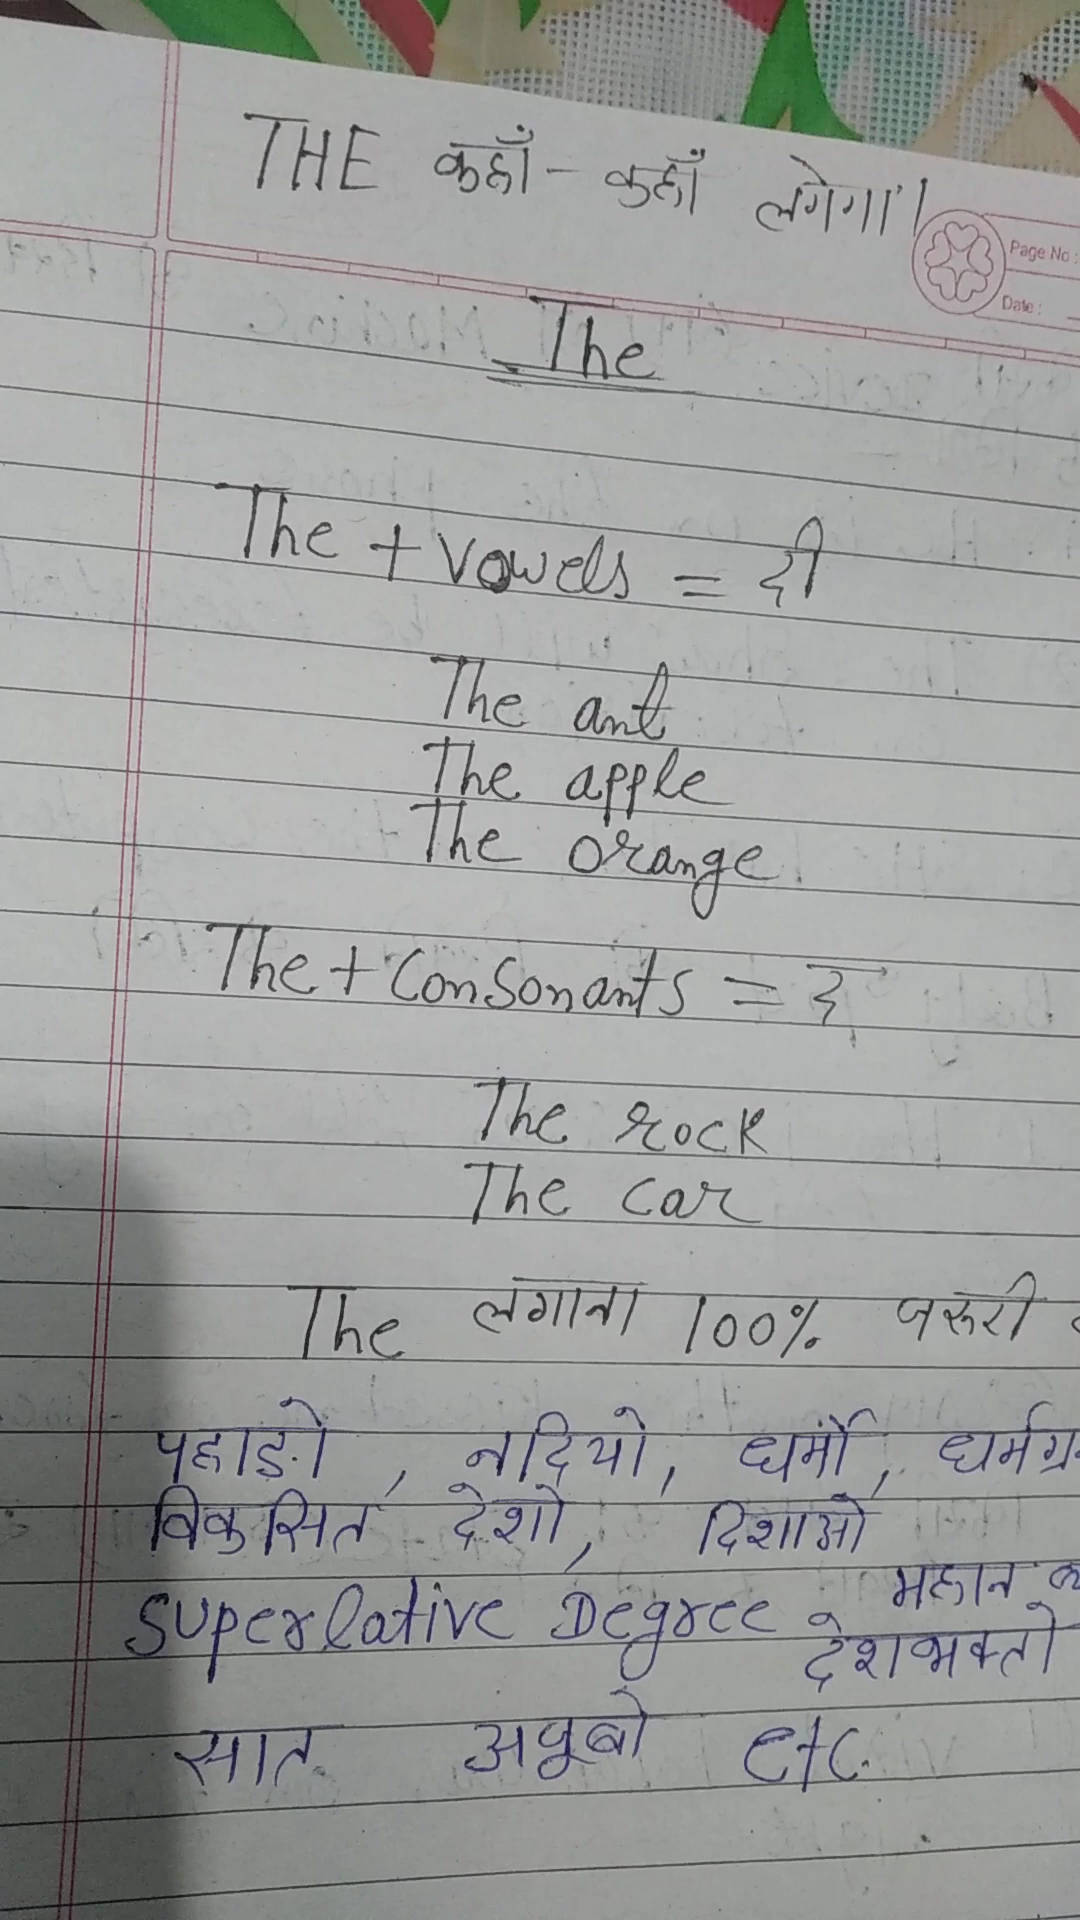 THE कहाँ - कहाँ लगेगा।
Page No :
Date :
The
The + vowels = दी
The ant
The apple
The orange
The + Consonants = द
The rock
The car
The लगाना 100% जरूरी
पहाड़ो, नदियो, धर्मो, धर्मग्र
विकसित देशो, दिशाओ
Superlative Degree महान
देशभक्तो
सात अजूबो etc.